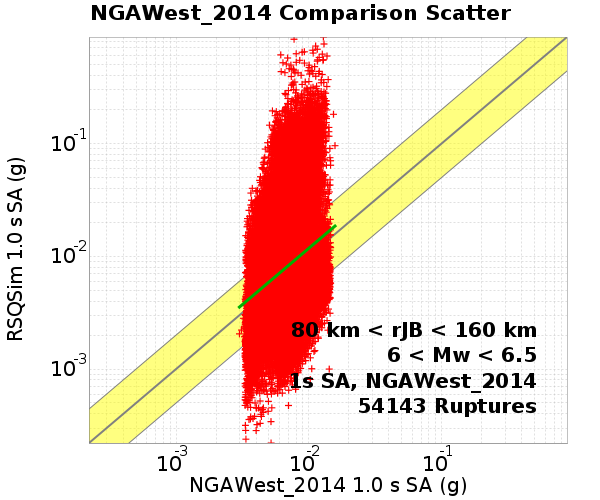 NGAWest_2014 Comparison Scatter
RSQSim 1.0 s SA (g)
10-1
10-2
10-3
80 km < rJB < 160 km
6 < Mw < 6.5
1s SA, NGAWest_2014
54143 Ruptures
10-3 10-2 10-1
NGAWest_2014 1.0 s SA (g)